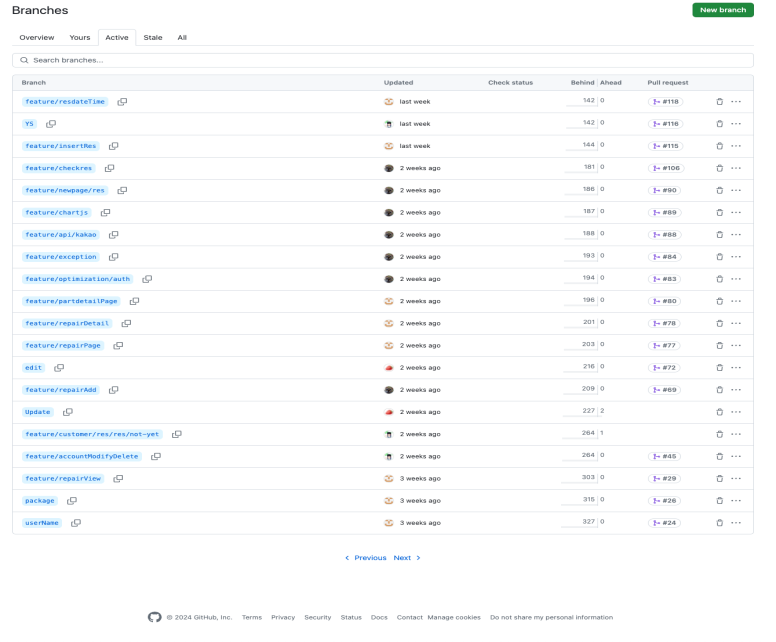 Branches
New branch
Overview Yours Active Stale All
Search branches...
Branch Updated Check status Behind Ahead Pull request
feature/resdateTime last week 142 0 #118
YS last week 142 0 #116
feature/insertRes last week 144 0 #115
feature/checkres 2 weeks ago 181 0 #106
feature/newpage/res 2 weeks ago 186 0 #90
feature/chartjs 2 weeks ago 187 0 #89
feature/api/kakao 2 weeks ago 188 0 #88
feature/exception 2 weeks ago 193 0 #84
feature/optimization/auth 2 weeks ago 194 0 #83
feature/partdetailPage 2 weeks ago 196 0 #80
feature/repairDetail 2 weeks ago 201 0 #78
feature/repairPage 2 weeks ago 203 0 #77
edit 2 weeks ago 216 0 #72
feature/repairAdd 2 weeks ago 209 0 #69
Update 2 weeks ago 227 2
feature/customer/res/res/not-yet 2 weeks ago 264 1
feature/accountModifyDelete 2 weeks ago 264 0 #45
feature/repairView 3 weeks ago 303 0 #29
package 3 weeks ago 315 0 #26
userName 3 weeks ago 327 0 #24
Previous Next
© 2024 GitHub, Inc. Terms Privacy Security Status Docs Contact Manage cookies Do not share my personal information